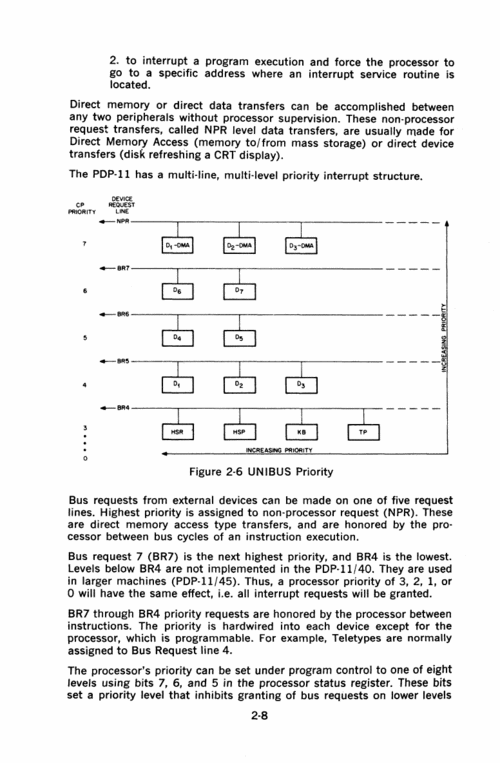 2. to interrupt a program execution and force the processor to
go to a specific address where an interrupt service routine is
located.
Direct memory or direct data transfers can be accomplished between
any two peripherals without processor supervision. These non-processor
request transfers, called NPR level data transfers, are usually made for
Direct Memory Access (memory to/from mass storage) or direct device
transfers (disk refreshing a CRT display).
The PDP-11 has a multi-line, multi-level priority interrupt structure.
CP PRIORITY
DEVICE REQUEST LINE
NPR
7
D1-DMA D2-DMA D3-DMA
BR7
6
D6 D7
BR6
5
D4 D5
BR5
4
D1 D2 D3
BR4
3
HSR HSP KB TP
0
INCREASING PRIORITY
INCREASING PRIORITY
Figure 2-6 UNIBUS Priority
Bus requests from external devices can be made on one of five request
lines. Highest priority is assigned to non-processor request (NPR). These
are direct memory access type transfers, and are honored by the pro-
cessor between bus cycles of an instruction execution.
Bus request 7 (BR7) is the next highest priority, and BR4 is the lowest.
Levels below BR4 are not implemented in the PDP-11/40. They are used
in larger machines (PDP-11/45). Thus, a processor priority of 3, 2, 1, or
0 will have the same effect, i.e. all interrupt requests will be granted.
BR7 through BR4 priority requests are honored by the processor between
instructions. The priority is hardwired into each device except for the
processor, which is programmable. For example, Teletypes are normally
assigned to Bus Request line 4.
The processor's priority can be set under program control to one of eight
levels using bits 7, 6, and 5 in the processor status register. These bits
set a priority level that inhibits granting of bus requests on lower levels
2-8